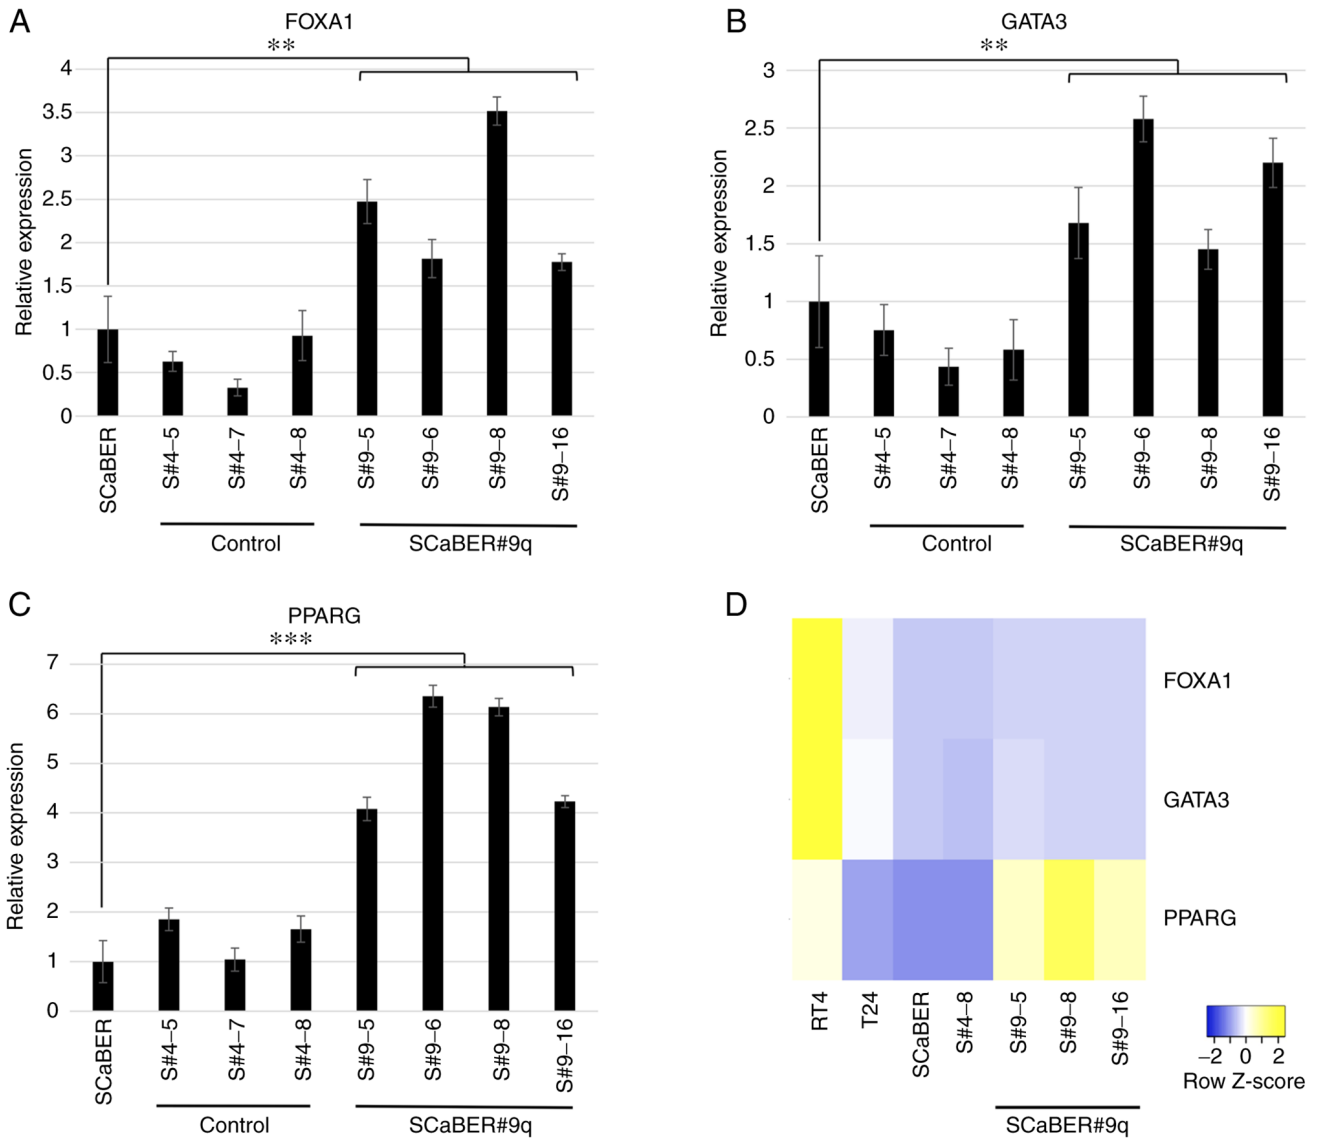 A
FOXA1
**
Relative expression
4
3.5
3
2.5
2
1.5
1
0.5
0
SCaBER
S#4–5
S#4–7
S#4–8
S#9–5
S#9–6
S#9–8
S#9–16
Control
SCaBER#9q
B
GATA3
**
Relative expression
3
2.5
2
1.5
1
0.5
0
SCaBER
S#4–5
S#4–7
S#4–8
S#9–5
S#9–6
S#9–8
S#9–16
Control
SCaBER#9q
C
PPARG
***
Relative expression
7
6
5
4
3
2
1
0
SCaBER
S#4–5
S#4–7
S#4–8
S#9–5
S#9–6
S#9–8
S#9–16
Control
SCaBER#9q
D
FOXA1
GATA3
PPARG
RT4
T24
SCaBER
S#4–8
S#9–5
S#9–8
S#9–16
SCaBER#9q
–2 0 2
Row Z-score